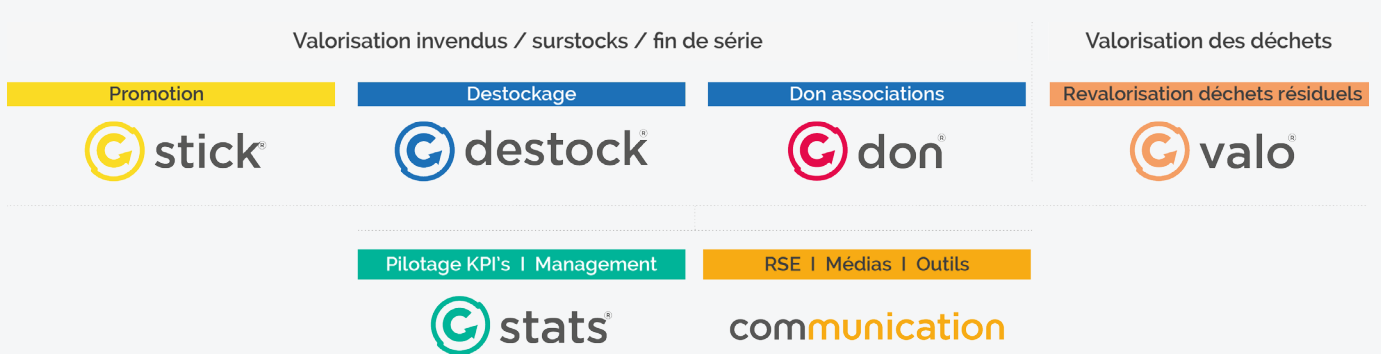 Valorisation invendus / surstocks / fin de série
Valorisation des déchets
Promotion
Destockage
Don associations
Revalorisation déchets résiduels
stick®
destock®
don®
valo®
Pilotage KPI's I Management
RSE I Médias I Outils
stats®
communication